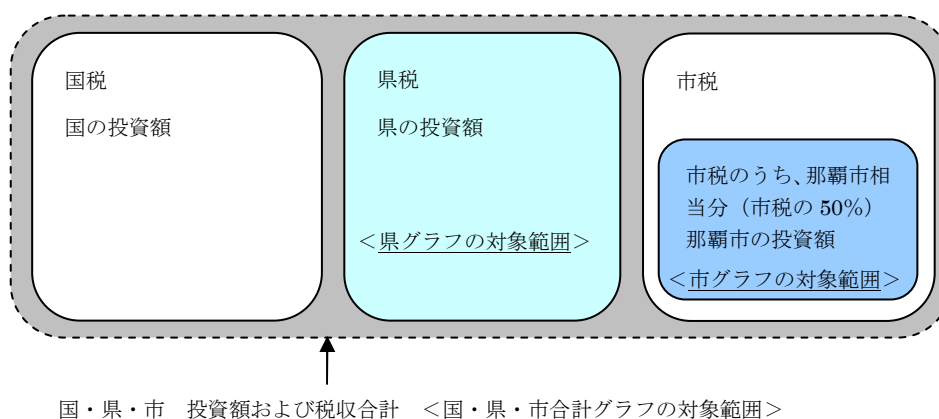 国税
国の投資額
県税
県の投資額
＜県グラフの対象範囲＞
市税
市税のうち、那覇市相
当分（市税の 50%）
那覇市の投資額
＜市グラフの対象範囲＞
国・県・市　投資額および税収合計　＜国・県・市合計グラフの対象範囲＞